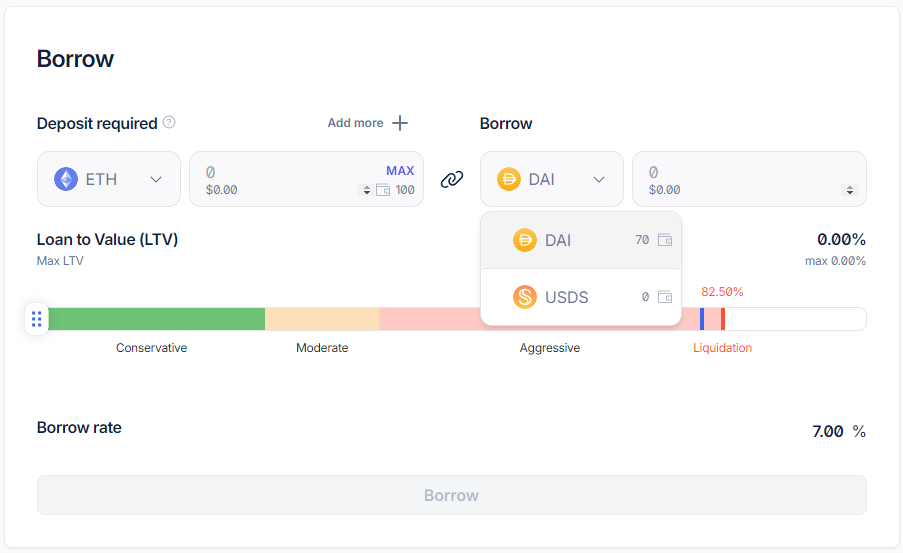 Borrow
Deposit required
Add more
Borrow
ETH
0
MAX
$0.00
100
DAI
0
$0.00
DAI
70
USDS
0
Loan to Value (LTV)
0.00%
Max LTV
max 0.00%
82.50%
Conservative
Moderate
Aggressive
Liquidation
Borrow rate
7.00 %
Borrow